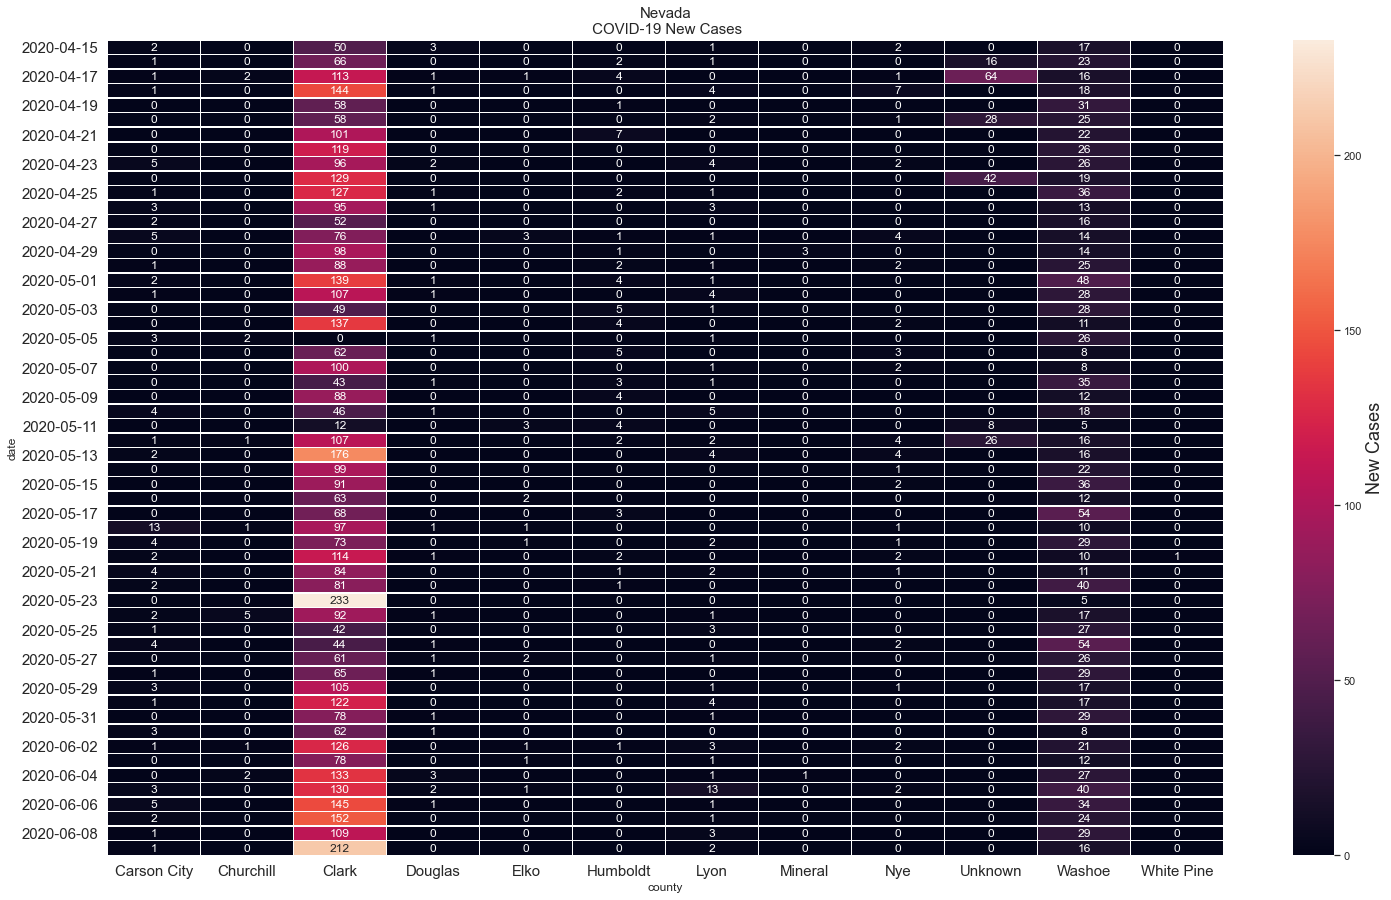 Nevada
COVID-19 New Cases
2020-04-15 2 0 50 3 0 0 1 0 2 0 17 0
1 0 66 0 0 2 1 0 0 16 23 0
2020-04-17 1 2 113 1 1 4 0 0 1 64 16 0
1 0 144 1 0 0 4 0 7 0 18 0
2020-04-19 0 0 58 0 0 1 0 0 0 0 31 0
0 0 58 0 0 0 2 0 1 28 25 0
2020-04-21 0 0 101 0 0 7 0 0 0 0 22 0
0 0 119 0 0 0 0 0 0 0 26 0
2020-04-23 5 0 96 2 0 0 4 0 2 0 26 0
0 0 129 0 0 0 0 0 0 42 19 0
2020-04-25 1 0 127 1 0 2 1 0 0 0 36 0
3 0 95 1 0 0 3 0 0 0 13 0
2020-04-27 2 0 52 0 0 0 0 0 0 0 16 0
5 0 76 0 3 1 1 0 4 0 14 0
2020-04-29 0 0 98 0 0 1 0 3 0 0 14 0
1 0 88 0 0 2 1 0 2 0 25 0
2020-05-01 2 0 139 1 0 4 1 0 0 0 48 0
1 0 107 1 0 0 4 0 0 0 28 0
2020-05-03 0 0 49 0 0 5 1 0 0 0 28 0
0 0 137 0 0 4 0 0 2 0 11 0
2020-05-05 3 2 0 1 0 0 1 0 0 0 26 0
0 0 62 0 0 5 0 0 3 0 8 0
2020-05-07 0 0 100 0 0 0 1 0 2 0 8 0
0 0 43 1 0 3 1 0 0 0 35 0
2020-05-09 0 0 88 0 0 4 0 0 0 0 12 0
4 0 46 1 0 0 5 0 0 0 18 0
2020-05-11 0 0 12 0 3 4 0 0 0 8 5 0
1 1 107 0 0 2 2 0 4 26 16 0
2020-05-13 2 0 176 0 0 0 4 0 4 0 16 0
0 0 99 0 0 0 0 0 1 0 22 0
2020-05-15 0 0 91 0 0 0 0 0 2 0 36 0
0 0 63 0 2 0 0 0 0 0 12 0
2020-05-17 0 0 68 0 0 3 0 0 0 0 54 0
13 1 97 1 1 0 0 0 1 0 10 0
2020-05-19 4 0 73 0 1 0 2 0 1 0 29 0
2 0 114 1 0 2 0 0 2 0 10 1
2020-05-21 4 0 84 0 0 1 2 0 1 0 11 0
2 0 81 0 0 1 0 0 0 0 40 0
2020-05-23 0 0 233 0 0 0 0 0 0 0 5 0
2 5 92 0 0 0 1 0 0 0 17 0
2020-05-25 1 0 42 0 0 0 3 0 0 0 27 0
4 0 44 1 0 0 0 0 2 0 54 0
2020-05-27 0 0 61 1 2 0 1 0 0 0 26 0
1 0 65 1 0 0 0 0 0 0 29 0
2020-05-29 3 0 105 0 0 0 1 0 1 0 17 0
1 0 122 0 0 0 4 0 0 0 17 0
2020-05-31 0 0 78 1 0 0 1 0 0 0 29 0
3 0 62 1 0 0 0 0 0 0 8 0
2020-06-02 1 1 126 0 1 1 3 0 2 0 21 0
0 0 78 0 1 0 1 0 0 0 12 0
2020-06-04 0 2 133 3 0 0 1 1 0 0 27 0
3 0 130 2 1 0 13 0 2 0 40 0
2020-06-06 5 0 145 1 0 0 1 0 0 0 34 0
2 0 152 0 0 0 1 0 0 0 24 0
2020-06-08 1 0 109 0 0 0 3 0 0 0 29 0
1 0 212 0 0 0 2 0 0 0 16 0
Carson City Churchill Clark Douglas Elko Humboldt Lyon Mineral Nye Unknown Washoe White Pine
county
date
200
150
100
50
0
New Cases